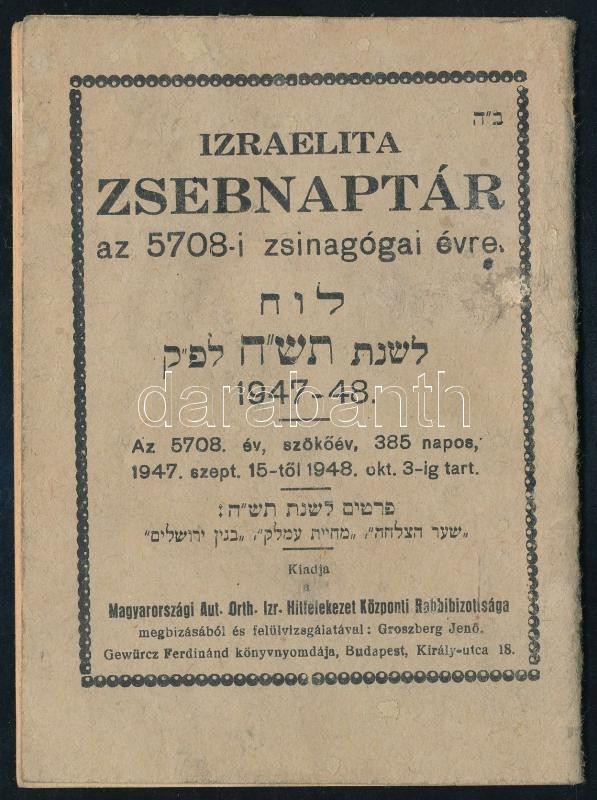 ב"ה
IZRAELITA
ZSEBNAPTÁR
az 5708-i zsinagógai évre.
לוח
לשנת תש"ח לפ"ק
1947-48.
darabanth
Az 5708. év, szökőév, 385 napos,
1947. szept. 15-től 1948. okt. 3-ig tart.
פרטים לשנת תש"ח:
„שער הצלחה", „מחיית עמלק", „בנין ירושלים"
Kiadja
a
Magyarországi Aut. Orth. Izr. Hitfelekezet Központi Rabbibizottsága
megbizásából és felülvizsgálatával: Groszberg Jenő.
Gewürcz Ferdinánd könyvnyomdája, Budapest, Király-utca 18.